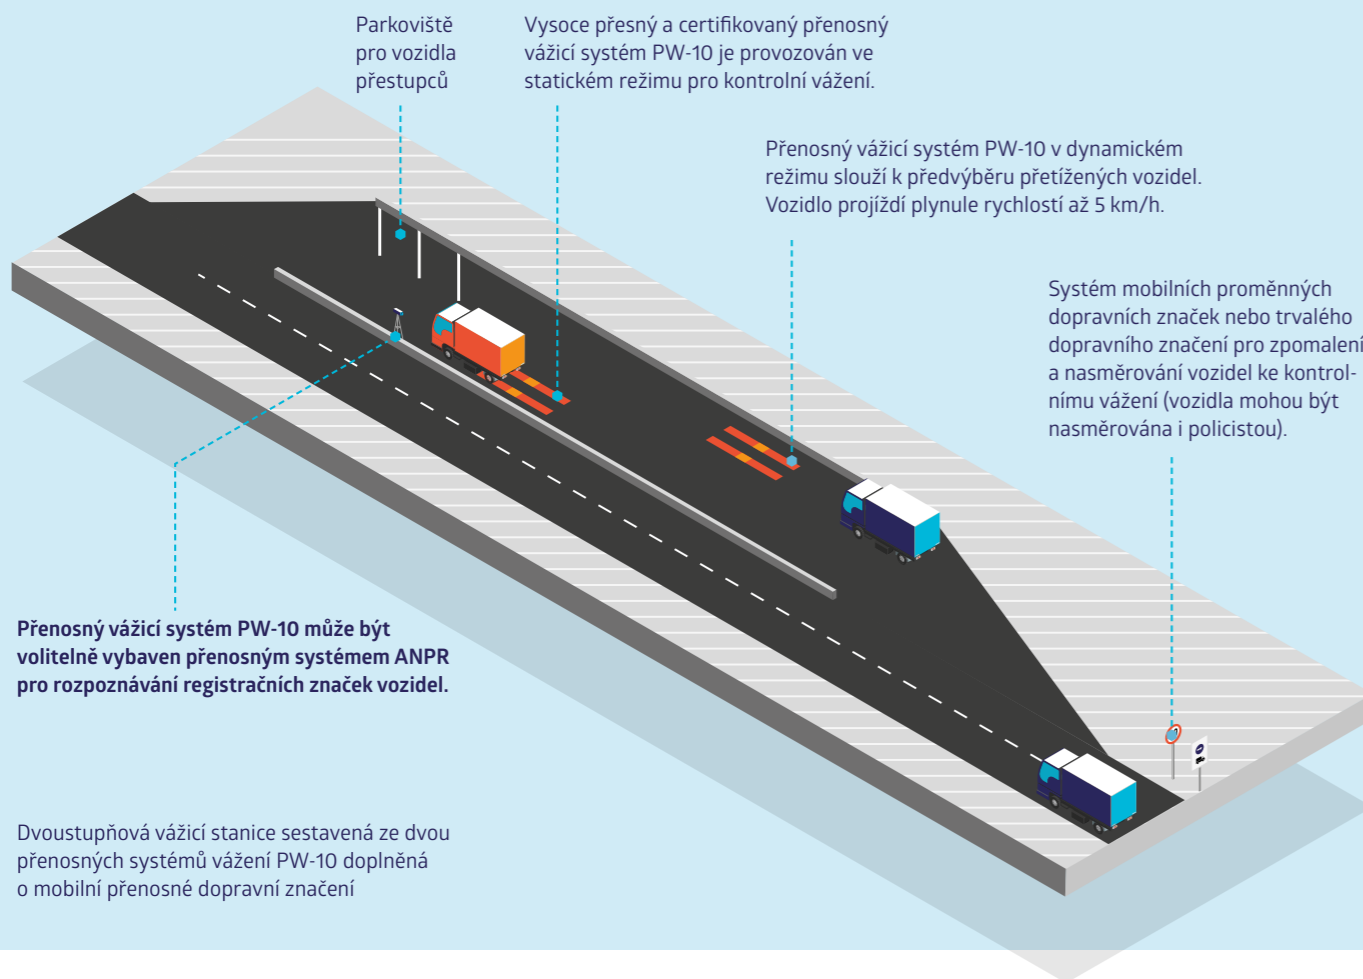 Parkoviště
pro vozidla
přestupců
Vysoce přesný a certifikovaný přenosný
vážicí systém PW-10 je provozován ve
statickém režimu pro kontrolní vážení.
Přenosný vážicí systém PW-10 v dynamickém
režimu slouží k předvýběru přetížených vozidel.
Vozidlo projíždí plynule rychlostí až 5 km/h.
Systém mobilních proměnných
dopravních značek nebo trvalého
dopravního značení pro zpomalení
a nasměrování vozidel ke kontrol-
nímu vážení (vozidla mohou být
nasměrována i policistou).
Přenosný vážicí systém PW-10 může být
volitelně vybaven přenosným systémem ANPR
pro rozpoznávání registračních značek vozidel.
Dvoustupňová vážicí stanice sestavená ze dvou
přenosných systémů vážení PW-10 doplněná
o mobilní přenosné dopravní značení